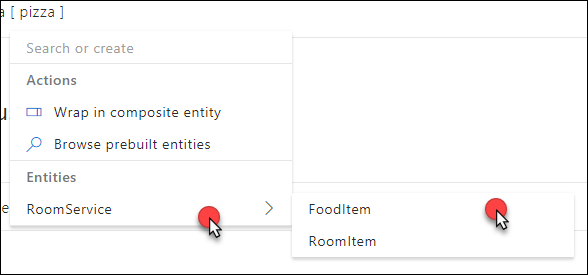 a [ pizza ]
Search or create
Actions
Wrap in composite entity
Browse prebuilt entities
Entities
RoomService
FoodItem
RoomItem